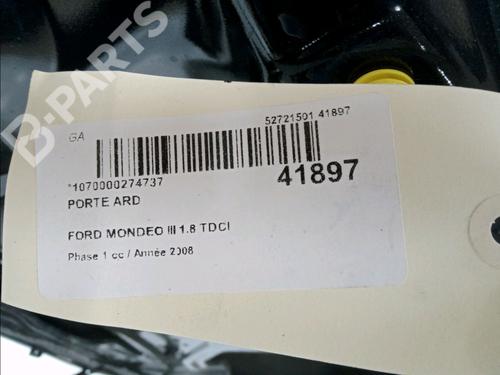 B-PARTS
GA
52721501 41897
*1070000274737
41897
PORTE ARD
FORD MONDEO III 1.8 TDCI
Phase 1 cc / Année 2008